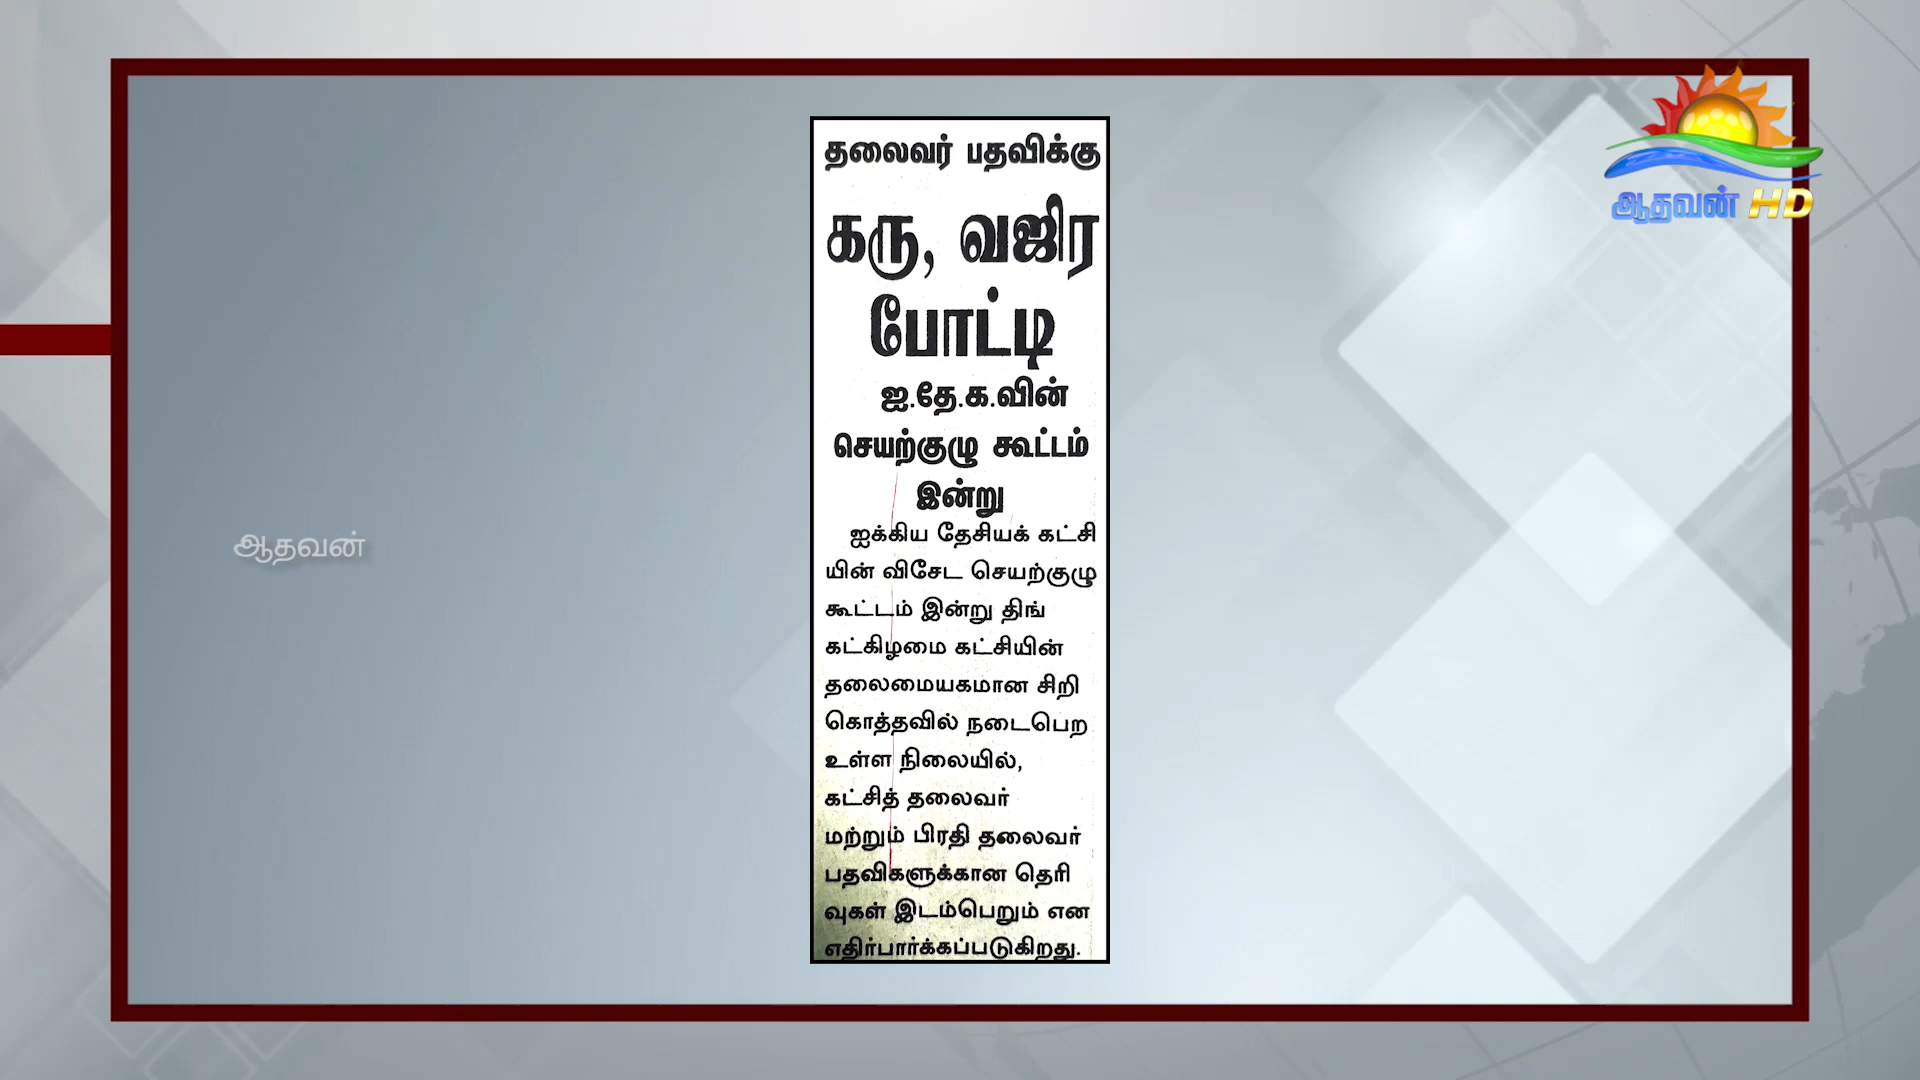 தலைவர் பதவிக்கு
கரு, வஜிர
போட்டி
ஐ.தே.க.வின்
செயற்குழு கூட்டம்
இன்று
ஐக்கிய தேசியக் கட்சி
யின் விசேட செயற்குழு
கூட்டம் இன்று திங்
கட்கிழமை கட்சியின்
தலைமையகமான சிறி
கொத்தவில் நடைபெற
உள்ள நிலையில்,
கட்சித் தலைவர்
மற்றும் பிரதி தலைவர்
பதவிகளுக்கான தெரி
வுகள் இடம்பெறும் என
எதிர்பார்க்கப்படுகிறது.
ஆதவன்
ஆதவன் HD